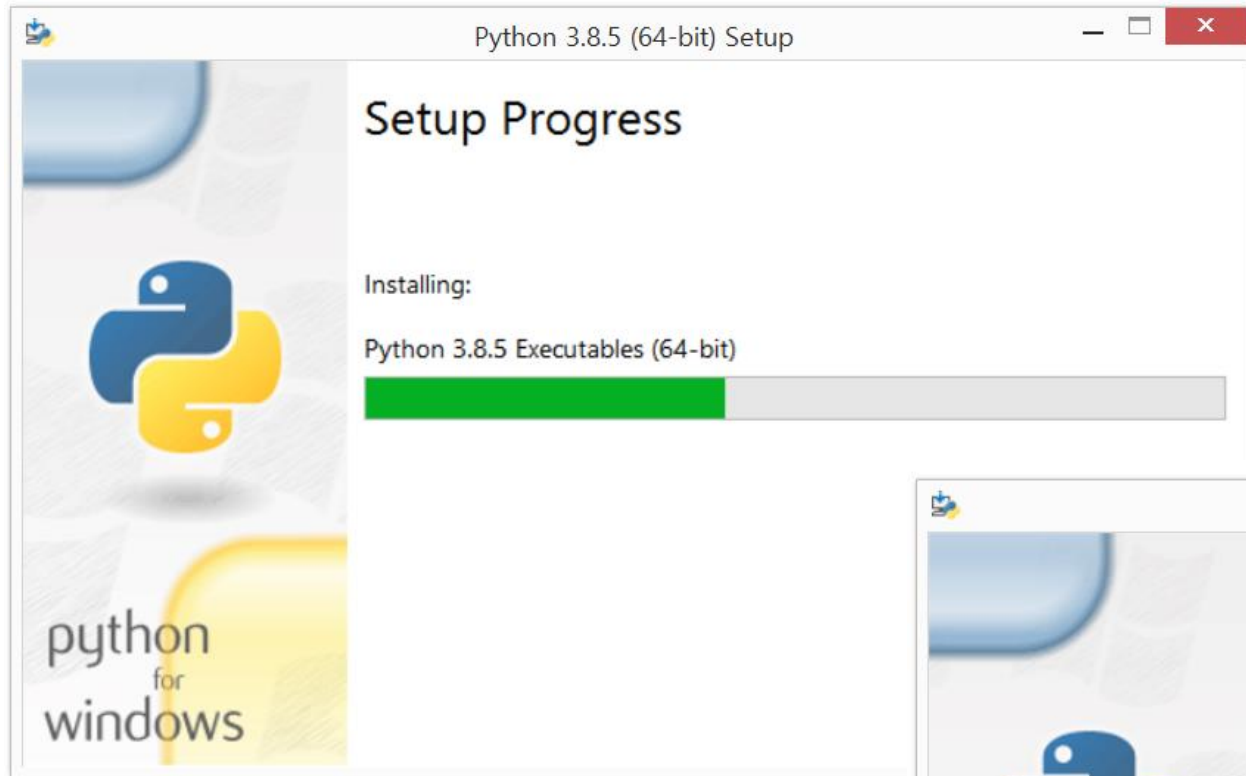 Python 3.8.5 (64-bit) Setup
Setup Progress
Installing:
Python 3.8.5 Executables (64-bit)
python
for
windows